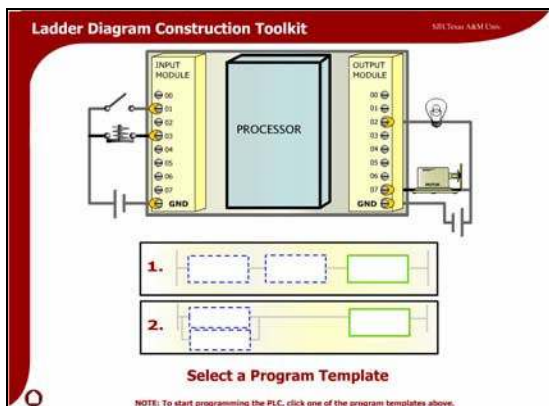 Ladder Diagram Construction Toolkit
SJH,Texas A&M Univ.
INPUT
MODULE
00
01
02
03
04
05
06
07
GND
PROCESSOR
OUTPUT
MODULE
00
01
02
03
04
05
06
07
GND
MOTOR
1.
2.
Select a Program Template
NOTE: To start programming the PLC, click one of the program templates above.